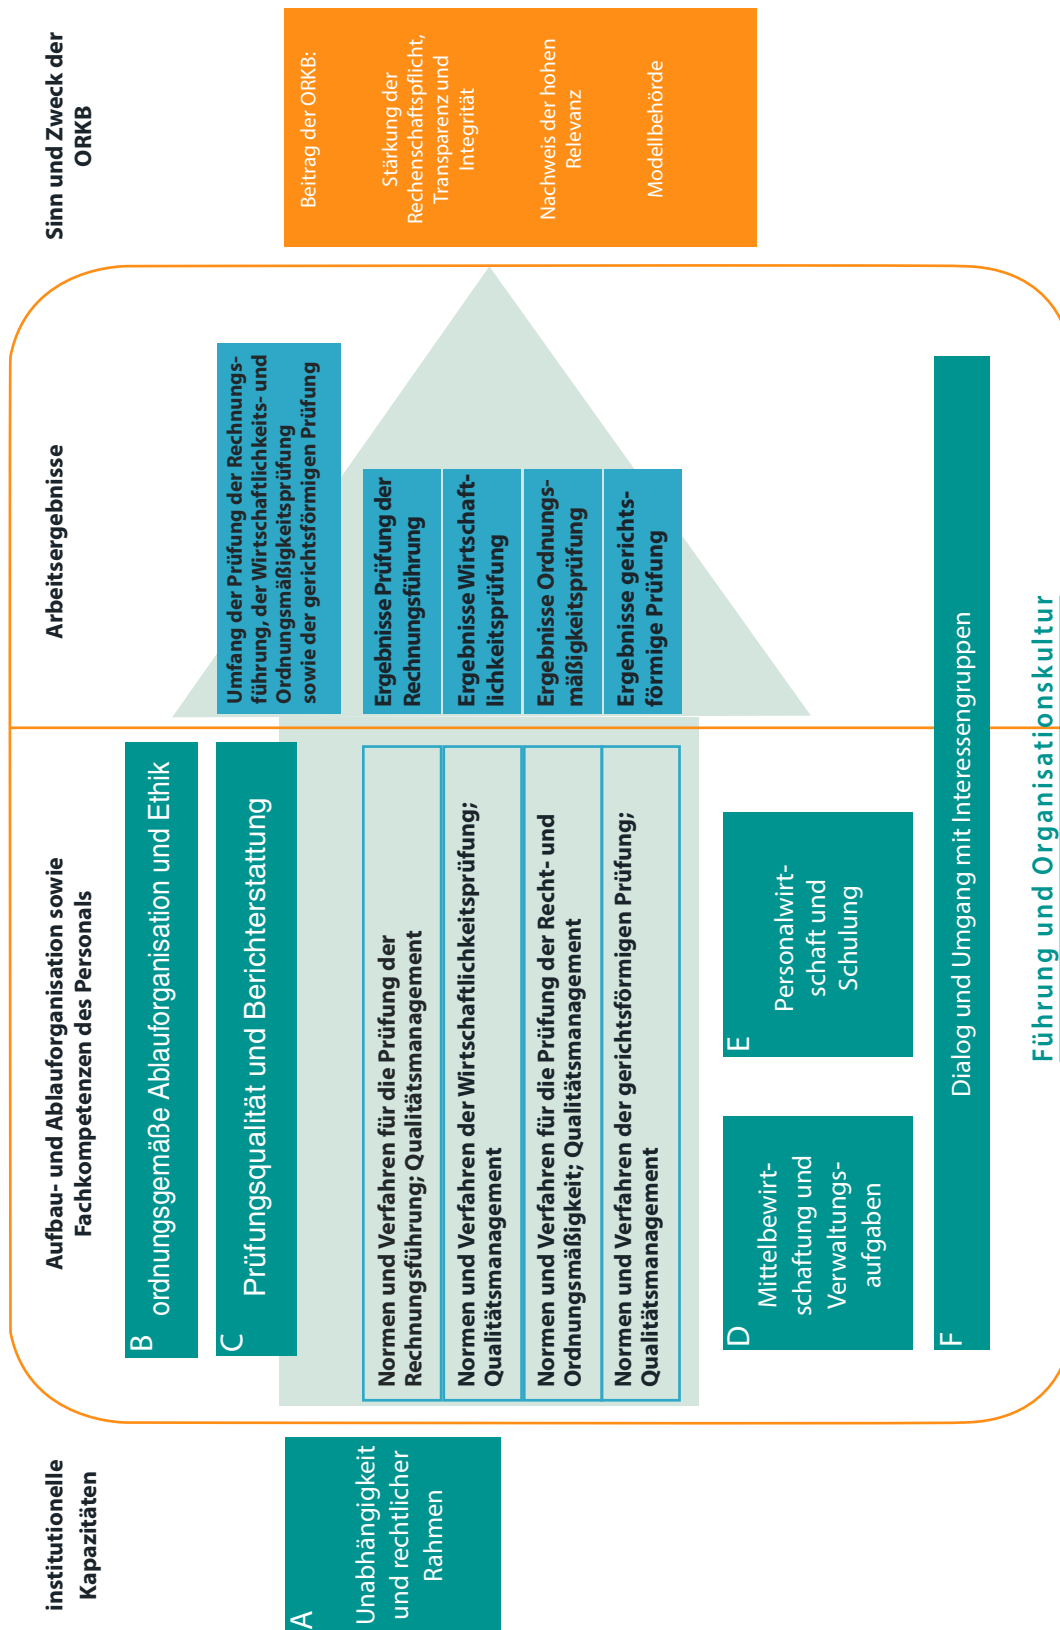 institutionelle
Kapazitäten
Aufbau- und Ablauforganisation sowie
Fachkompetenzen des Personals
Arbeitsergebnisse
Sinn und Zweck der
ORKB
A
Unabhängigkeit
und rechtlicher
Rahmen
B
ordnungsgemäße Ablauforganisation und Ethik
C
Prüfungsqualität und Berichterstattung
Normen und Verfahren für die Prüfung der
Rechnungsführung; Qualitätsmanagement
Normen und Verfahren der Wirtschaftlichkeitsprüfung;
Qualitätsmanagement
Normen und Verfahren für die Prüfung der Recht- und
Ordnungsmäßigkeit; Qualitätsmanagement
Normen und Verfahren der gerichtsförmigen Prüfung;
Qualitätsmanagement
D
Mittelbewirt-
schaftung und
Verwaltungs-
aufgaben
E
Personalwirt-
schaft und
Schulung
F
Dialog und Umgang mit Interessengruppen
Führung und Organisationskultur
Umfang der Prüfung der Rechnungs-
führung, der Wirtschaftlichkeits- und
Ordnungsmäßigkeitsprüfung
sowie der gerichtsförmigen Prüfung
Ergebnisse Prüfung der
Rechnungsführung
Ergebnisse Wirtschaft-
lichkeitsprüfung
Ergebnisse Ordnungs-
mäßigkeitsprüfung
Ergebnisse gerichts-
förmige Prüfung
Beitrag der ORKB:
Stärkung der
Rechenschaftspflicht,
Transparenz und
Integrität
Nachweis der hohen
Relevanz
Modellbehörde